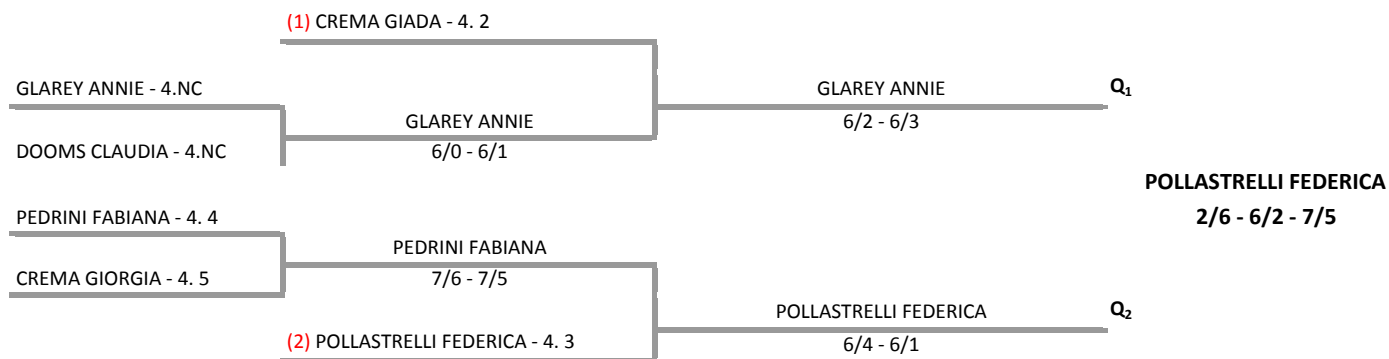 (1) CREMA GIADA - 4. 2
GLAREY ANNIE - 4.NC
GLAREY ANNIE
Q₁
GLAREY ANNIE
6/2 - 6/3
DOOMS CLAUDIA - 4.NC
6/0 - 6/1
POLLASTRELLI FEDERICA
2/6 - 6/2 - 7/5
PEDRINI FABIANA - 4. 4
PEDRINI FABIANA
CREMA GIORGIA - 4. 5
7/6 - 7/5
POLLASTRELLI FEDERICA
Q₂
(2) POLLASTRELLI FEDERICA - 4. 3
6/4 - 6/1